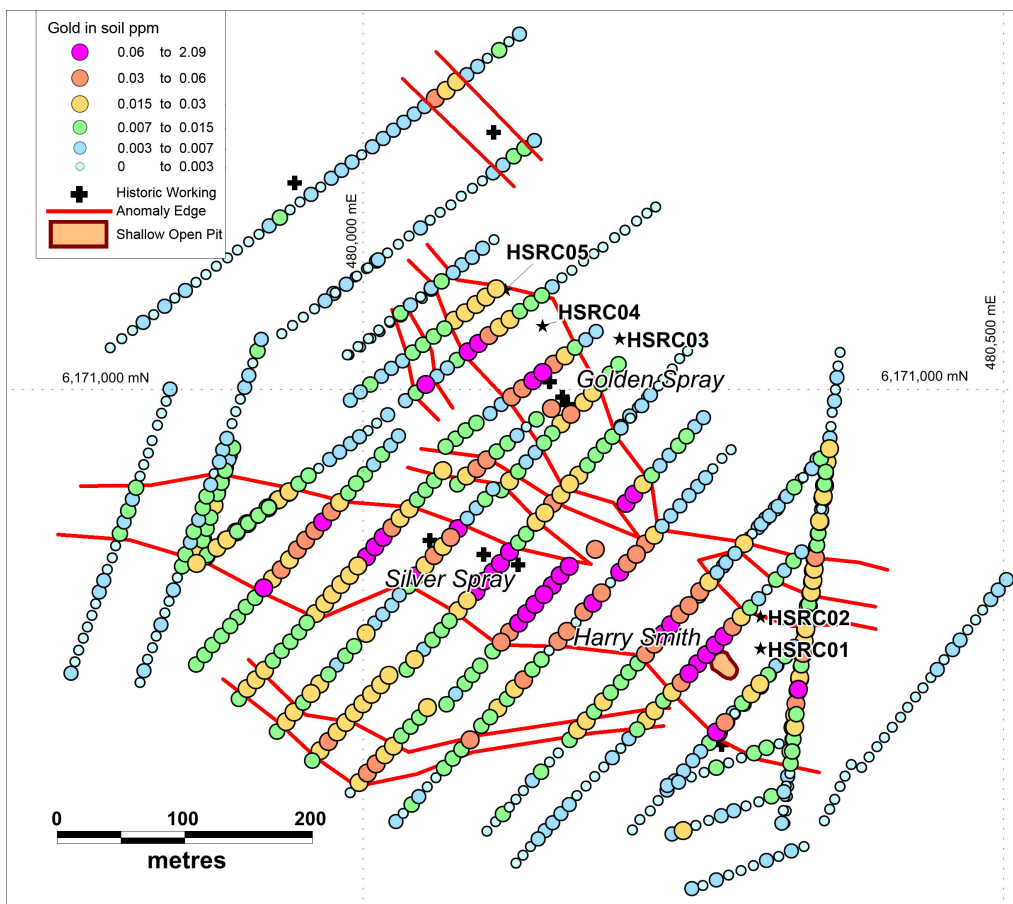 Gold in soil ppm
0.06 to 2.09
0.03 to 0.06
0.015 to 0.03
0.007 to 0.015
0.003 to 0.007
0 to 0.003
Historic Working
Anomaly Edge
Shallow Open Pit
480,000 mE
480,500 mE
HSRC05
HSRC04
HSRC03
6,171,000 mN
Golden Spray
6,171,000 mN
Silver Spray
HSRC02
Harry Smith
HSRC01
0 100 200
metres